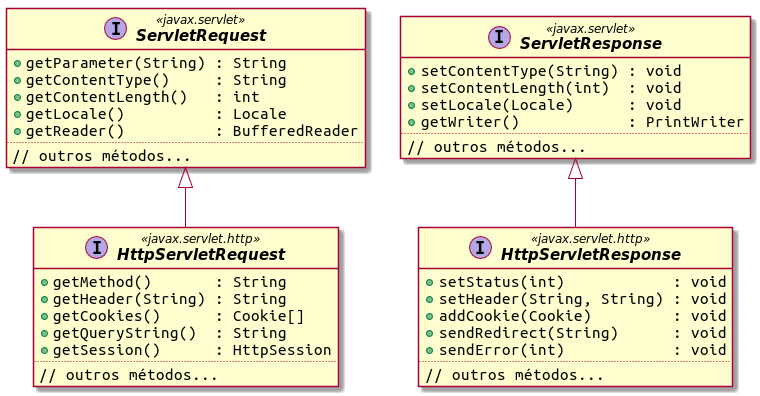 «javax.servlet»
I ServletRequest
getParameter(String) : String
getContentType() : String
getContentLength() : int
getLocale() : Locale
getReader() : BufferedReader
// outros métodos...
«javax.servlet»
I ServletResponse
setContentType(String) : void
setContentLength(int) : void
setLocale(Locale) : void
getWriter() : PrintWriter
// outros métodos...
«javax.servlet.http»
I HttpServletRequest
getMethod() : String
getHeader(String) : String
getCookies() : Cookie[]
getQueryString() : String
getSession() : HttpSession
// outros métodos...
«javax.servlet.http»
I HttpServletResponse
setStatus(int) : void
setHeader(String, String) : void
addCookie(Cookie) : void
sendRedirect(String) : void
sendError(int) : void
// outros métodos...